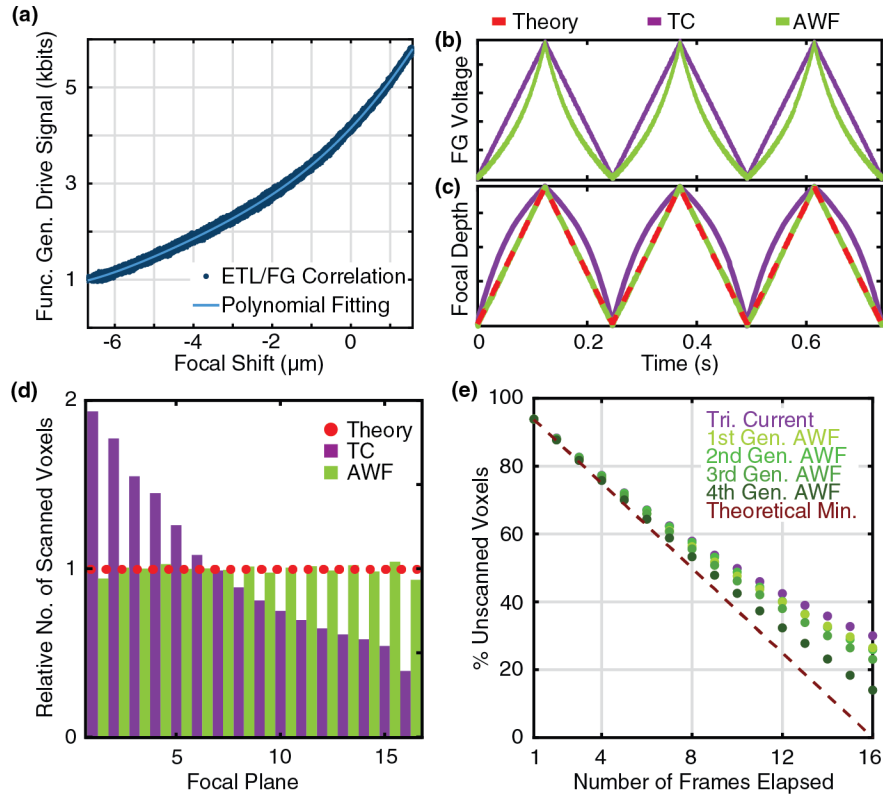 (a)
Func. Gen. Drive Signal (kbits)
5
3
1
ETL/FG Correlation
Polynomial Fitting
-6 -4 -2 0
Focal Shift (µm)
Theory TC AWF
(b)
FG Voltage
(c)
Focal Depth
0 0.2 0.4 0.6
Time (s)
(d)
Relative No. of Scanned Voxels
2
1
0
Theory
TC
AWF
5 10 15
Focal Plane
(e)
% Unscanned Voxels
100
80
60
40
20
0
Tri. Current
1st Gen. AWF
2nd Gen. AWF
3rd Gen. AWF
4th Gen. AWF
Theoretical Min.
1 4 8 12 16
Number of Frames Elapsed